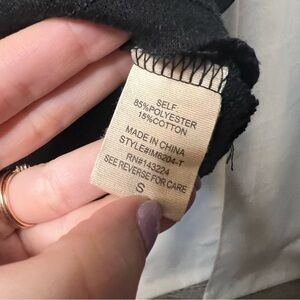 SELF:
85%POLYESTER
15%COTTON
MADE IN CHINA
STYLE#IM6204-T
RN#143224
SEE REVERSE FOR CARE
S